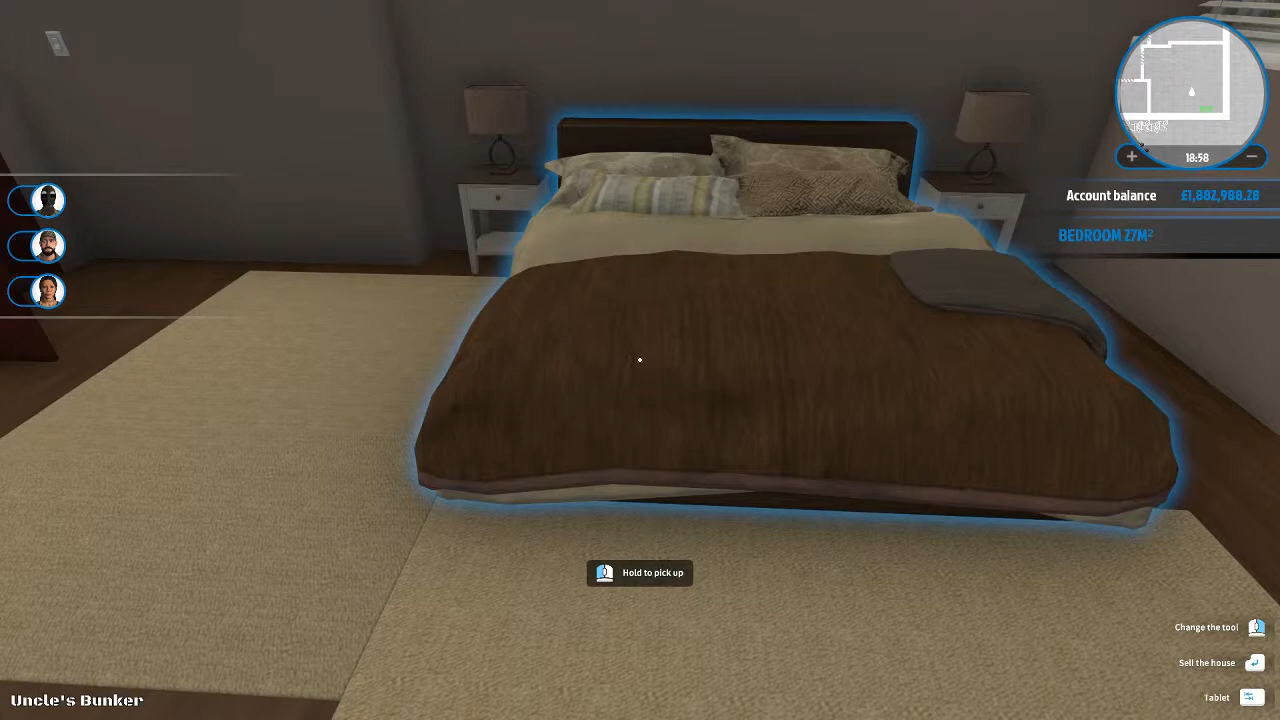 18:58
Account balance £1,882,988.28
BEDROOM 27M²
Hold to pick up
Change the tool
Sell the house
Tablet
Uncle's Bunker